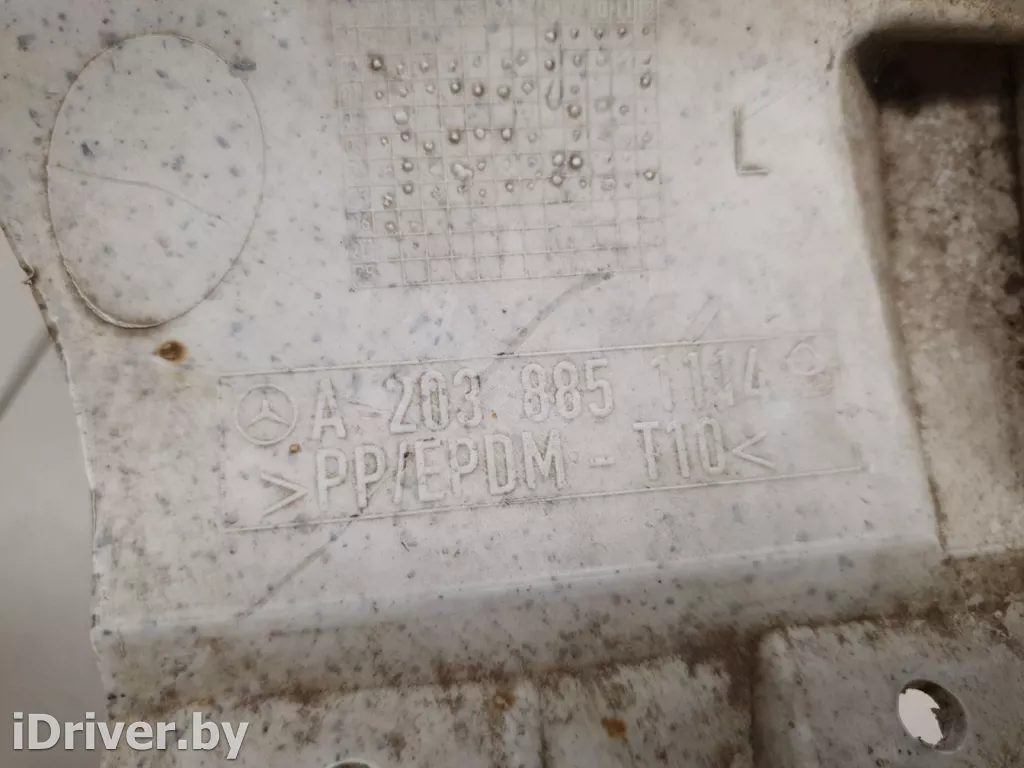 L
A 203 885 1114
>PP/EPDM - T10<
iDriver.by